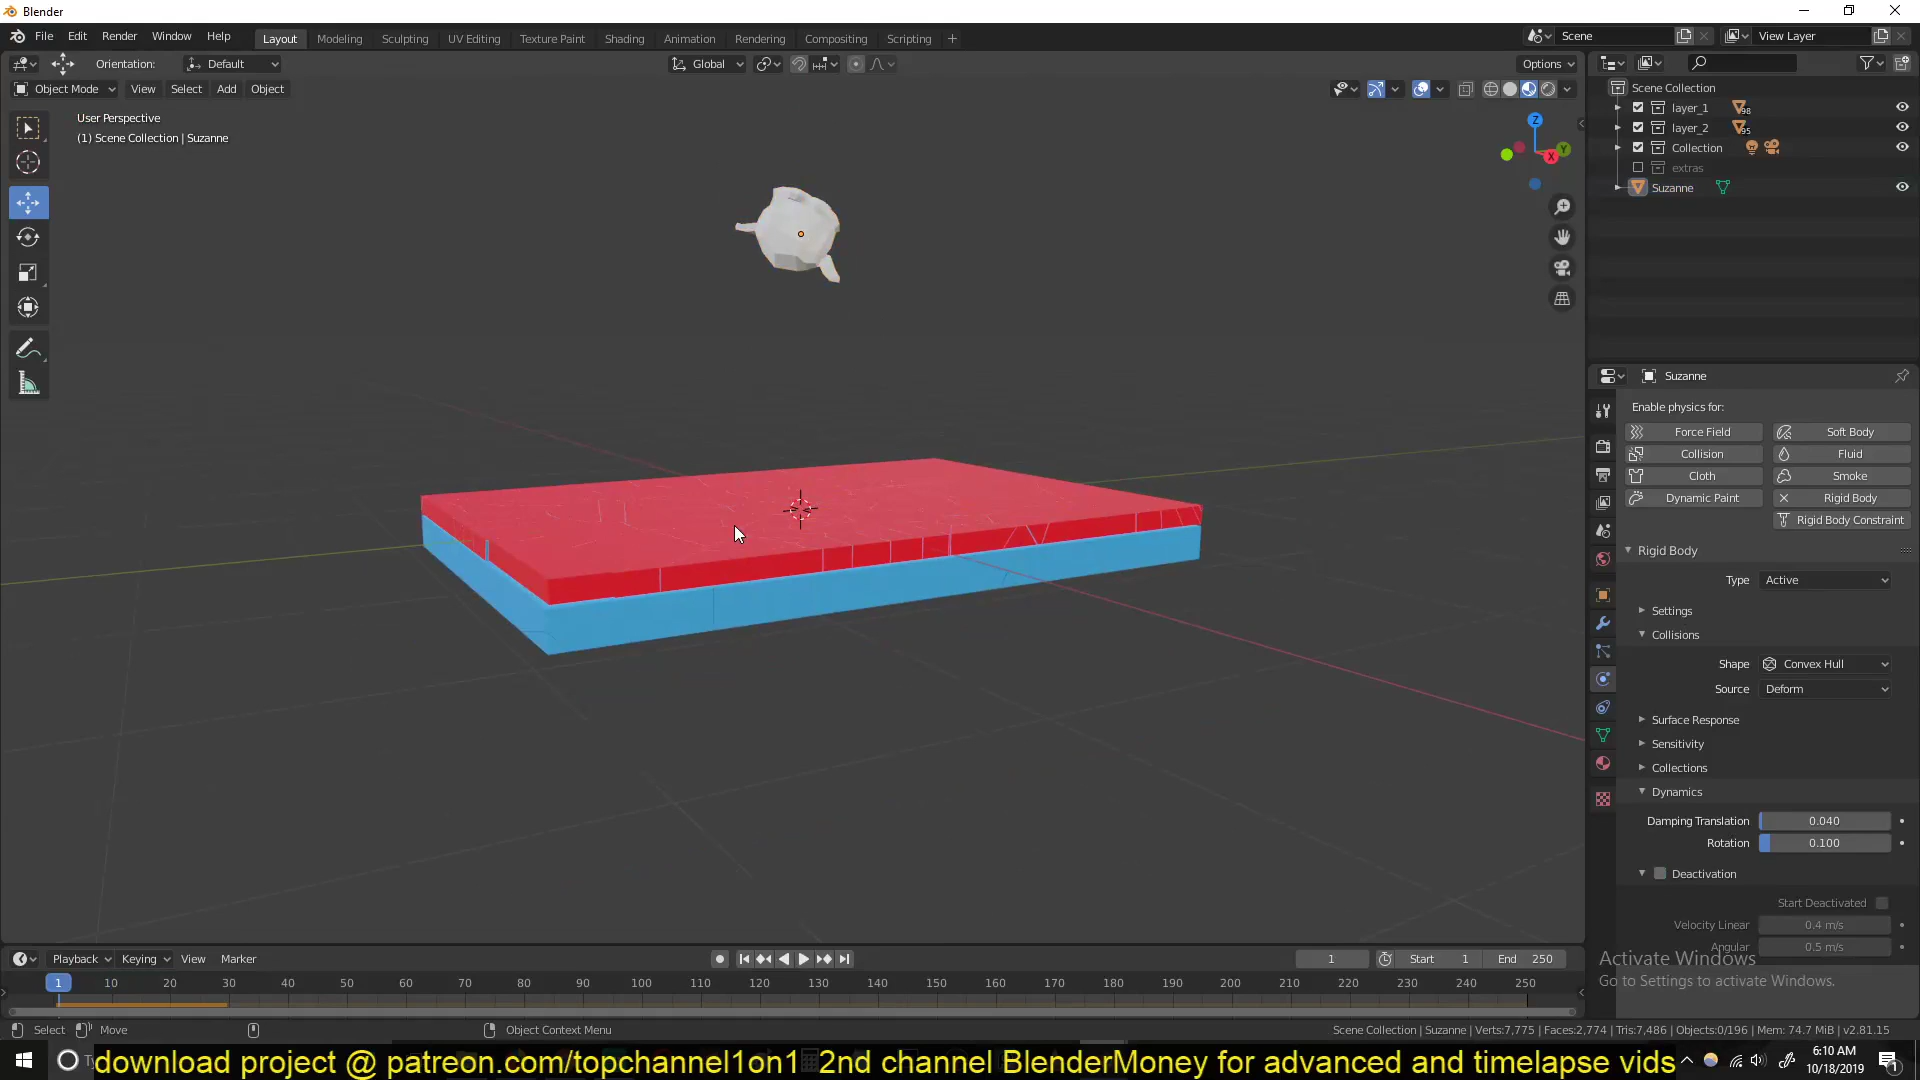 Blender
File Edit Render Window Help
Layout Modeling Sculpting UV Editing Texture Paint Shading Animation Rendering Compositing Scripting +
Scene
View Layer
Orientation: Default
Global
Options
Object Mode View Select Add Object
User Perspective
(1) Scene Collection | Suzanne
Z
X
Y
Scene Collection
layer_1 98
layer_2 95
Collection
extras
Suzanne
Suzanne
Enable physics for:
Force Field Soft Body
Collision Fluid
Cloth Smoke
Dynamic Paint Rigid Body
Rigid Body Constraint
Rigid Body
Type Active
Settings
Collisions
Shape Convex Hull
Source Deform
Surface Response
Sensitivity
Collections
Dynamics
Damping Translation 0.040
Rotation 0.100
Deactivation
Start Deactivated
Velocity Linear 0.4 m/s
Angular 0.5 m/s
Activate Windows
Go to Settings to activate Windows.
Playback Keying View Marker
1 Start 1 End 250
1 10 20 30 40 50 60 70 80 90 100 110 120 130 140 150 160 170 180 190 200 210 220 230 240 250
Select Move Object Context Menu
Scene Collection | Suzanne | Verts:7,775 | Faces:2,774 | Tris:7,486 | Objects:0/196 | Mem: 74.7 MiB | v2.81.15
download project @ patreon.com/topchannel1on1 2nd channel BlenderMoney for advanced and timelapse vids
6:10 AM
10/18/2019
1